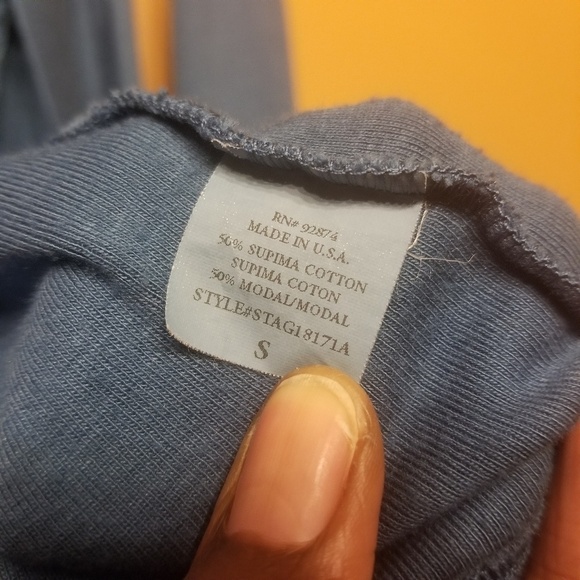 RN# 92874
MADE IN U.S.A.
50% SUPIMA COTTON
SUPIMA COTON
50% MODAL/MODAL
STYLE#STAG18171A
S